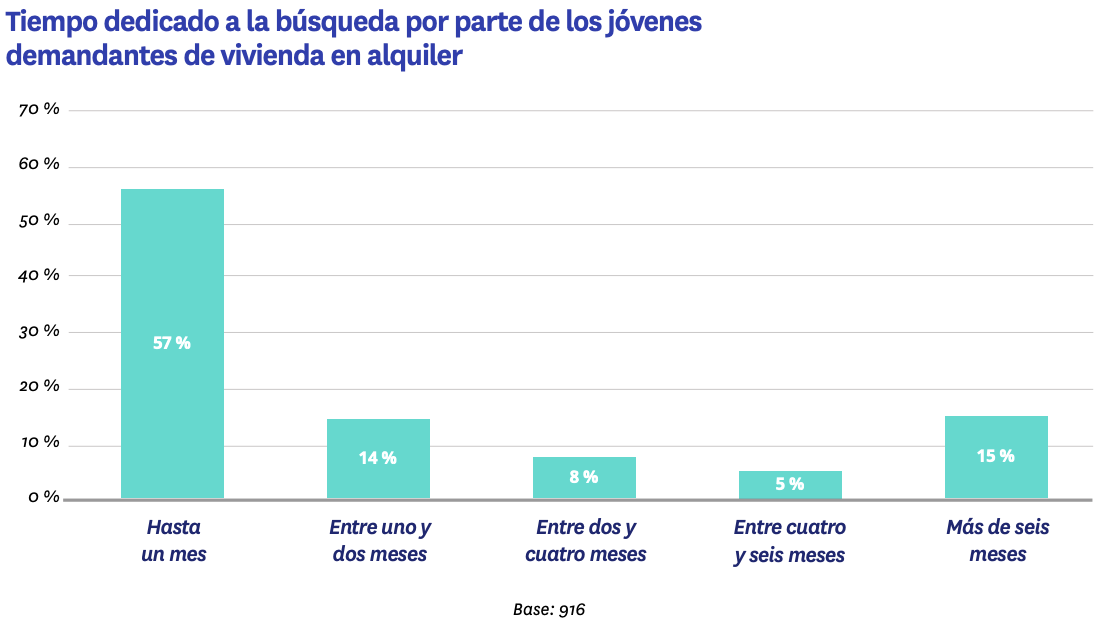 Tiempo dedicado a la búsqueda por parte de los jóvenes
demandantes de vivienda en alquiler
70 %
60 %
50 %
40 %
30 %
20 %
10 %
0 %
57 %
14 %
8 %
5 %
15 %
Hasta
un mes
Entre uno y
dos meses
Entre dos y
cuatro meses
Entre cuatro
y seis meses
Más de seis
meses
Base: 916